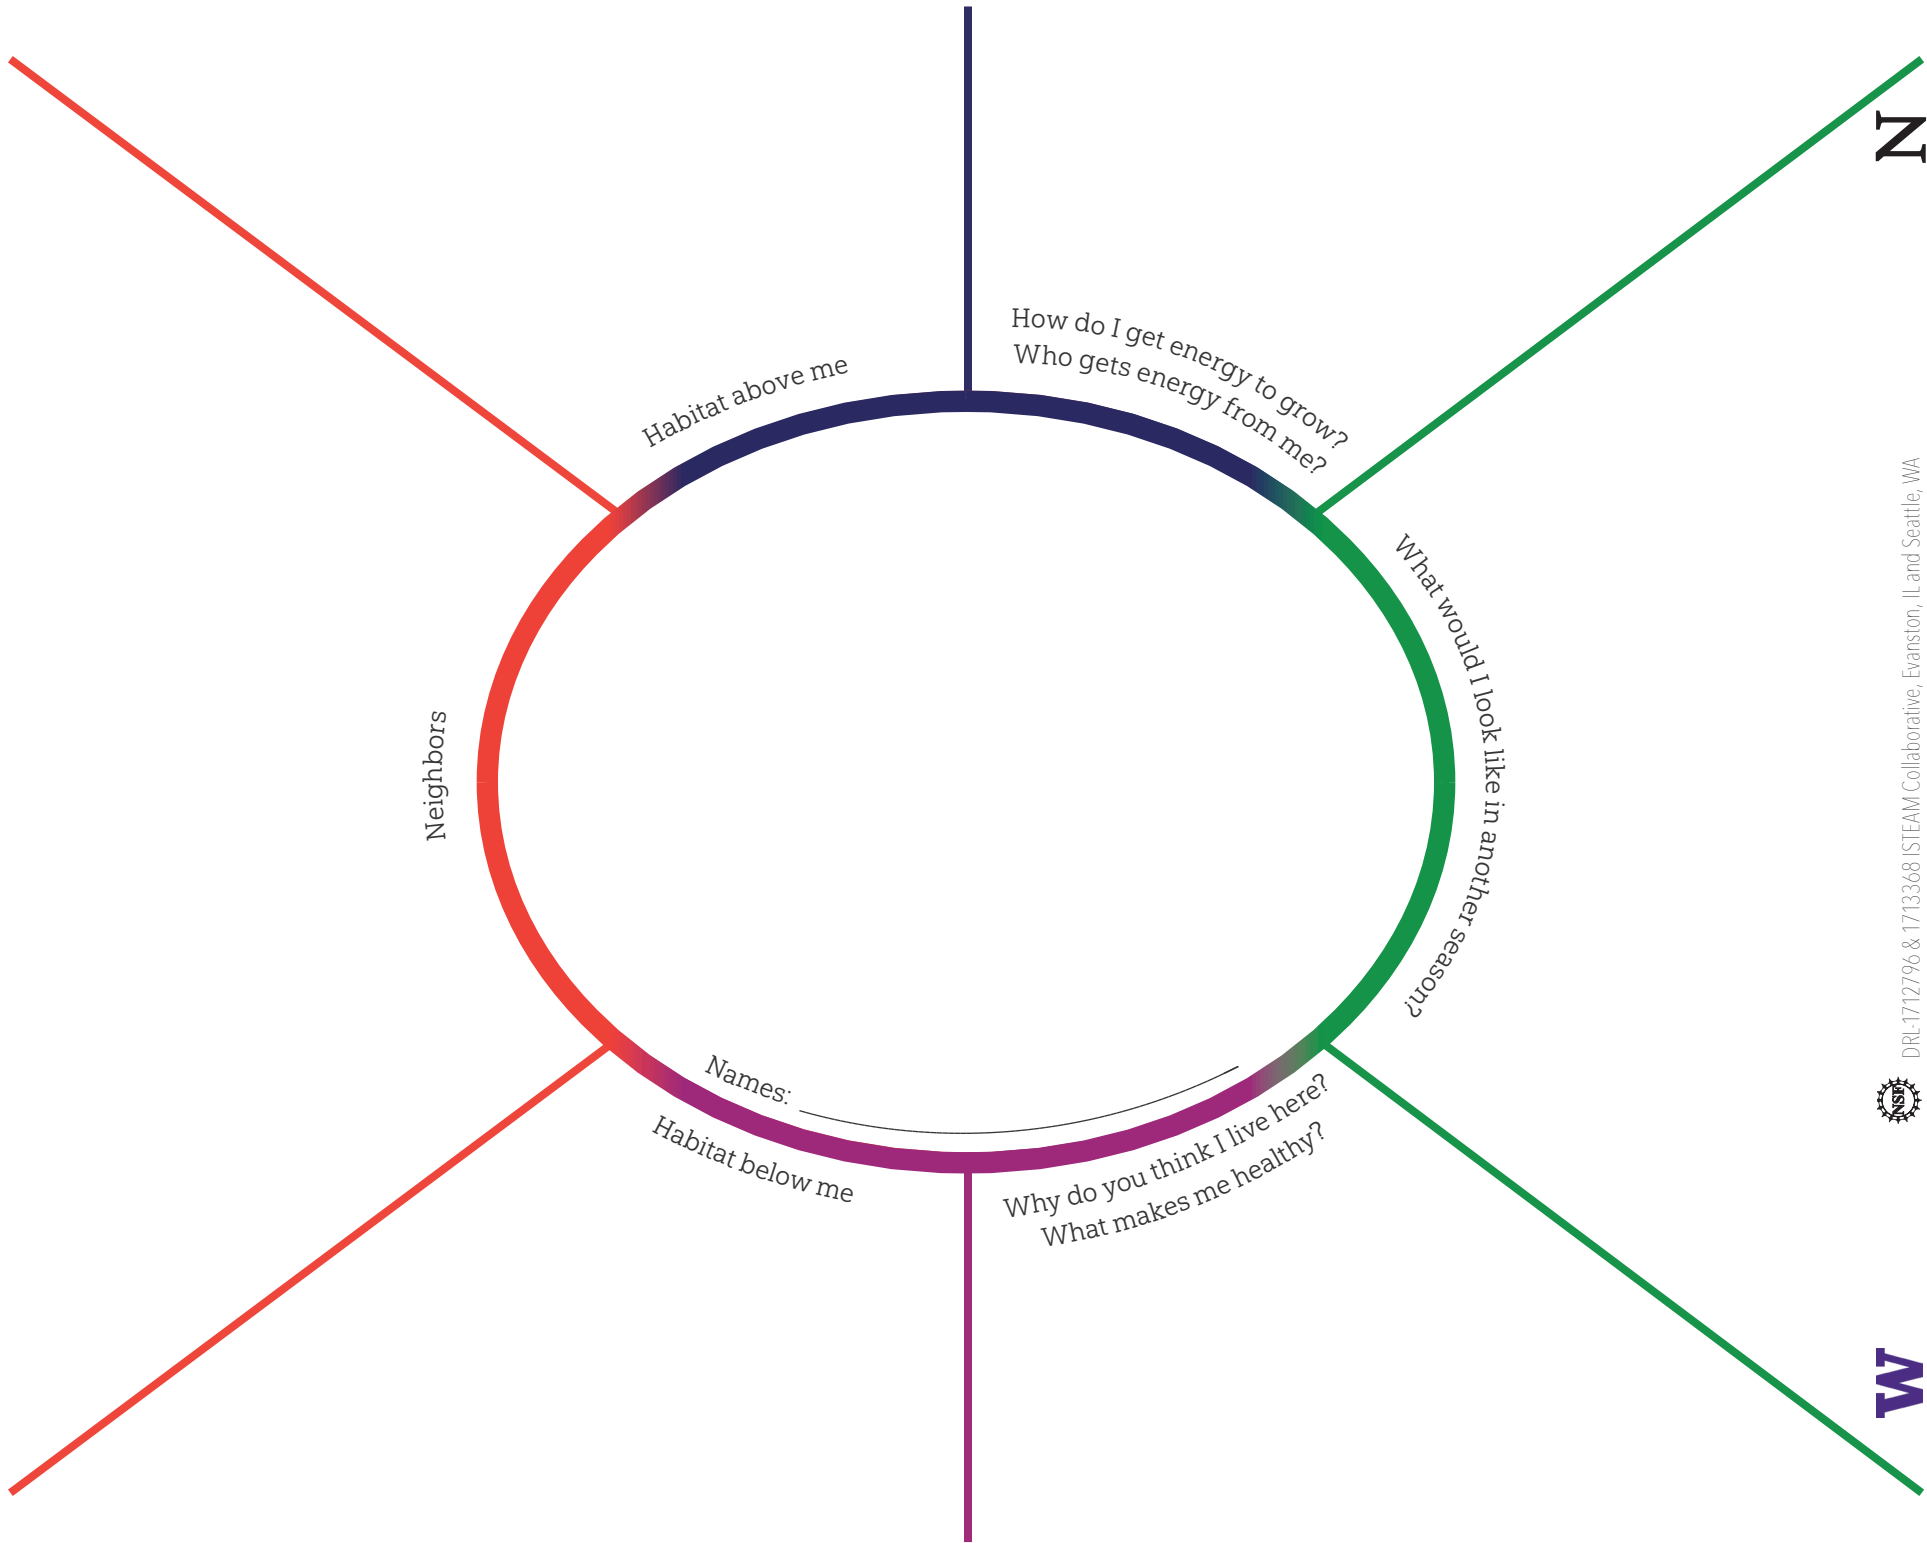 Habitat above me
How do I get energy to grow?
Who gets energy from me?
What would I look like in another season?
Neighbors
Names:
Habitat below me
Why do you think I live here?
What makes me healthy?
N
DRL-1712796 & 1713368 ISTEAM Collaborative, Evanston, IL and Seattle, WA
NSF
W